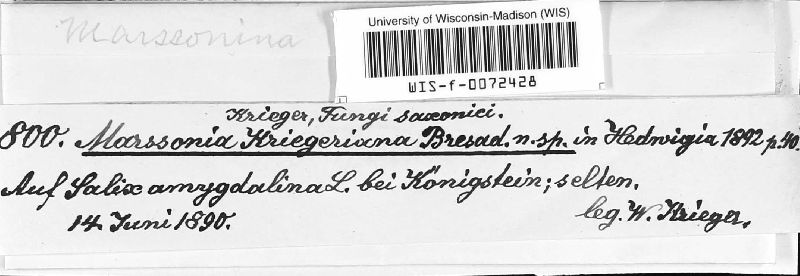 Marssonina
University of Wisconsin-Madison (WIS)
WIS-f-0072428
Krieger, Fungi saxonici.
800. Marssonia Kriegeriana Bresad. n. sp. in Hedwigia 1892 p. 40.
Auf Salix amygdalina L. bei Königstein; selten.
14. Juni 1890. leg. W. Krieger.